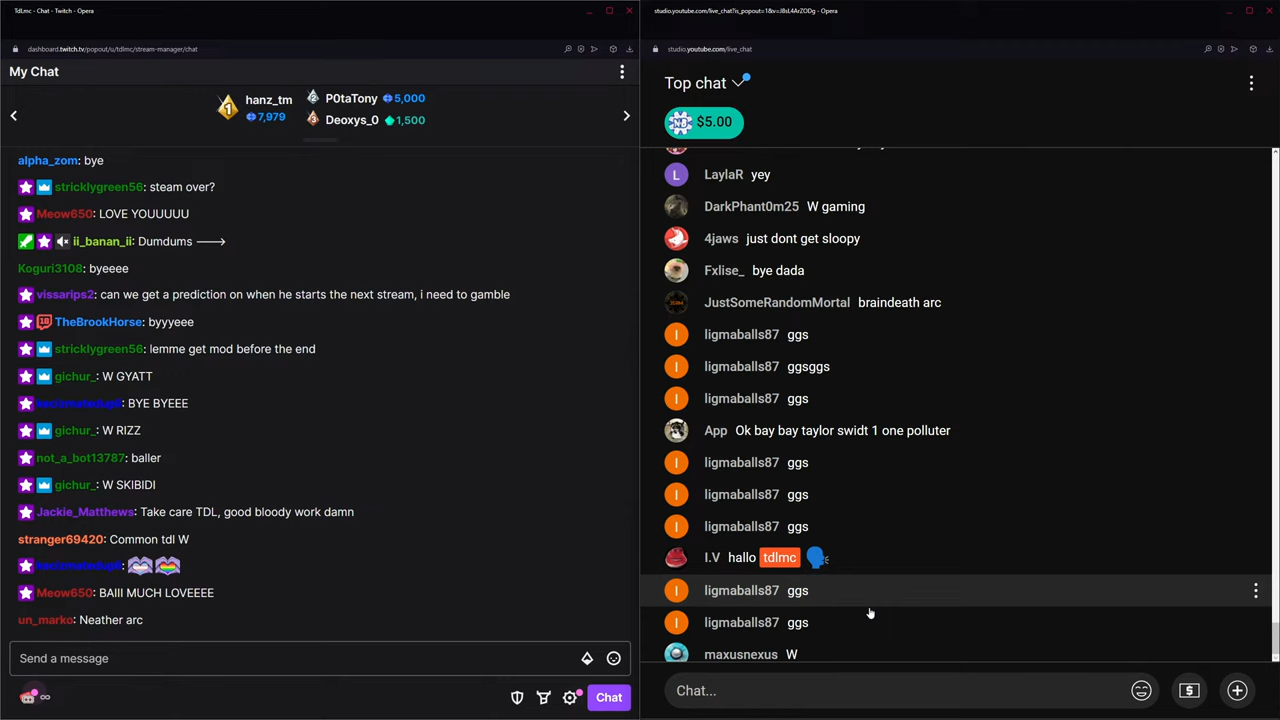 TdLmc - Chat - Twitch - Opera
dashboard.twitch.tv/popout/u/tdlmc/stream-manager/chat
My Chat
1 hanz_tm 7,979
2 P0taTony 5,000
3 Deoxys_0 1,500
alpha_zom: bye
stricklygreen56: steam over?
Meow650: LOVE YOUUUUU
ii_banan_ii: Dumdums ⟶
Koguri3108: byeeee
vissarips2: can we get a prediction on when he starts the next stream, i need to gamble
TheBrookHorse: byyyeee
stricklygreen56: lemme get mod before the end
gichur_: W GYATT
: BYE BYEEE
gichur_: W RIZZ
not_a_bot13787: baller
gichur_: W SKIBIDI
Jackie_Matthews: Take care TDL, good bloody work damn
stranger69420: Common tdl W
Meow650: BAIII MUCH LOVEEEE
un_marko: Neather arc
Send a message
∞
Chat
studio.youtube.com/live_chat?is_popout=1&v=J8sL4ArZODg - Opera
studio.youtube.com/live_chat
Top chat
$5.00
L LaylaR yey
DarkPhant0m25 W gaming
4jaws just dont get sloopy
Fxlise_ bye dada
JustSomeRandomMortal braindeath arc
l ligmaballs87 ggs
l ligmaballs87 ggsggs
l ligmaballs87 ggs
App Ok bay bay taylor swidt 1 one polluter
l ligmaballs87 ggs
l ligmaballs87 ggs
l ligmaballs87 ggs
I.V hallo tdlmc
l ligmaballs87 ggs
l ligmaballs87 ggs
maxusnexus W
Chat...